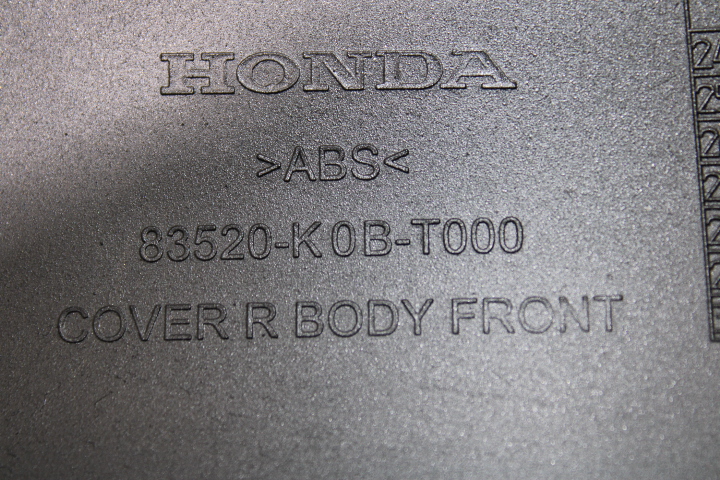 HONDA
>ABS<
83520-K0B-T000
COVER R BODY FRONT